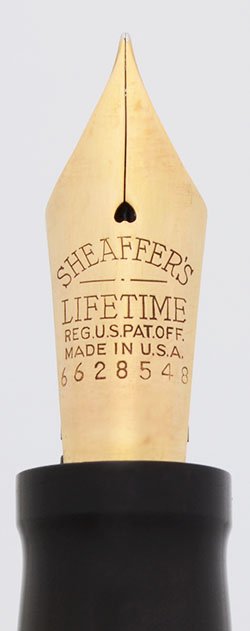 SHEAFFER'S
LIFETIME
REG.U.S.PAT.OFF.
MADE IN U.S.A.
6628548